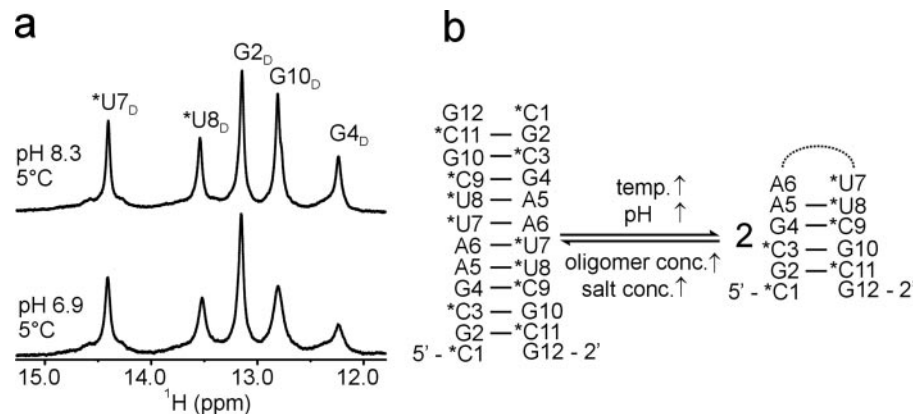 a
*U7D
*U8D
G2D
G10D
G4D
pH 8.3
5°C
pH 6.9
5°C
15.0 14.0 13.0 12.0
¹H (ppm)
b
G12 *C1
*C11 — G2
G10 — *C3
*C9 — G4
*U8 — A5
*U7 — A6
A6 — *U7
A5 — *U8
G4 — *C9
*C3 — G10
G2 — *C11
5' - *C1 G12 - 2'
temp.↑
pH ↑
oligomer conc.↑
salt conc.↑
2
A6 *U7
A5 — *U8
G4 — *C9
*C3 — G10
G2 — *C11
5' - *C1 G12 - 2'